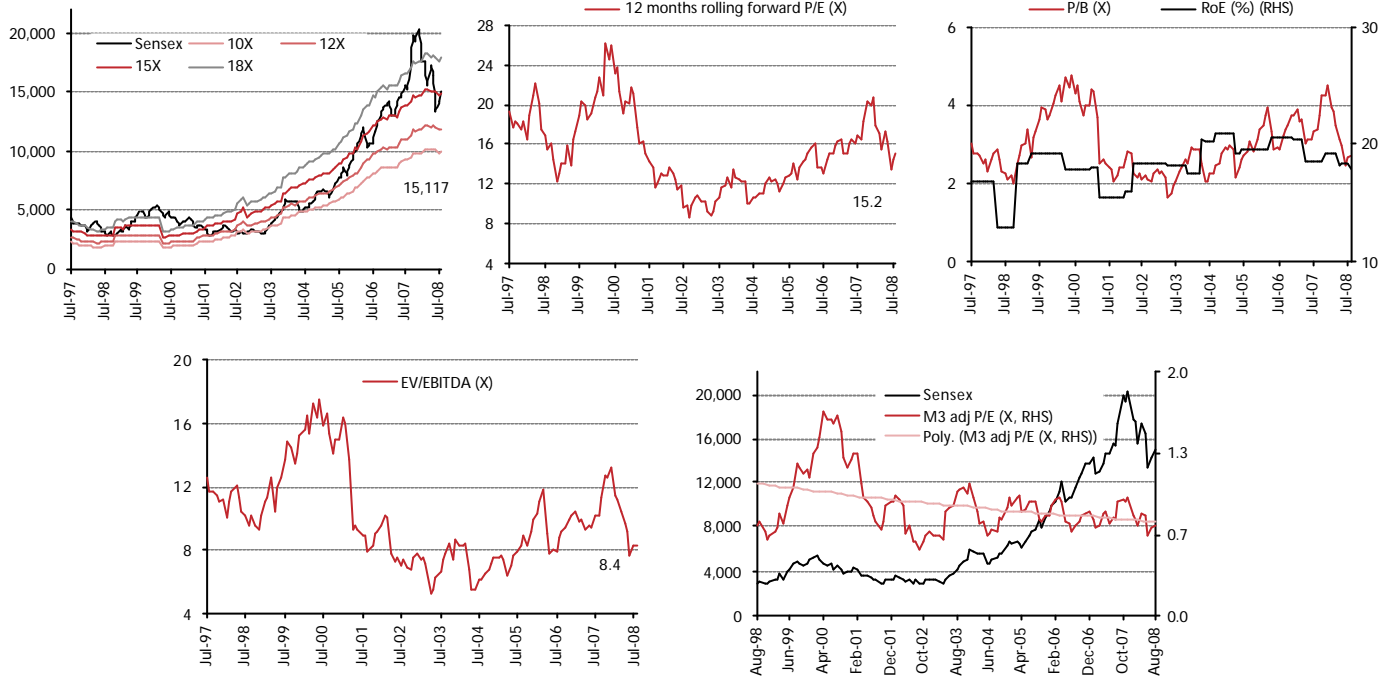 Sensex 10X 12X
15X 18X
20,000
15,000
10,000
5,000
0
15,117
Jul-97 Jul-98 Jul-99 Jul-00 Jul-01 Jul-02 Jul-03 Jul-04 Jul-05 Jul-06 Jul-07 Jul-08
12 months rolling forward P/E (X)
28
24
20
16
12
8
4
15.2
Jul-97 Jul-98 Jul-99 Jul-00 Jul-01 Jul-02 Jul-03 Jul-04 Jul-05 Jul-06 Jul-07 Jul-08
P/B (X) RoE (%) (RHS)
6
4
2
0
30
20
10
Jul-97 Jul-98 Jul-99 Jul-00 Jul-01 Jul-02 Jul-03 Jul-04 Jul-05 Jul-06 Jul-07 Jul-08
EV/EBITDA (X)
20
16
12
8
4
8.4
Jul-97 Jul-98 Jul-99 Jul-00 Jul-01 Jul-02 Jul-03 Jul-04 Jul-05 Jul-06 Jul-07 Jul-08
Sensex
M3 adj P/E (X, RHS)
Poly. (M3 adj P/E (X, RHS))
20,000
16,000
12,000
8,000
4,000
0
2.0
1.3
0.7
0.0
Aug-98 Jun-99 Apr-00 Feb-01 Dec-01 Oct-02 Aug-03 Jun-04 Apr-05 Feb-06 Dec-06 Oct-07 Aug-08